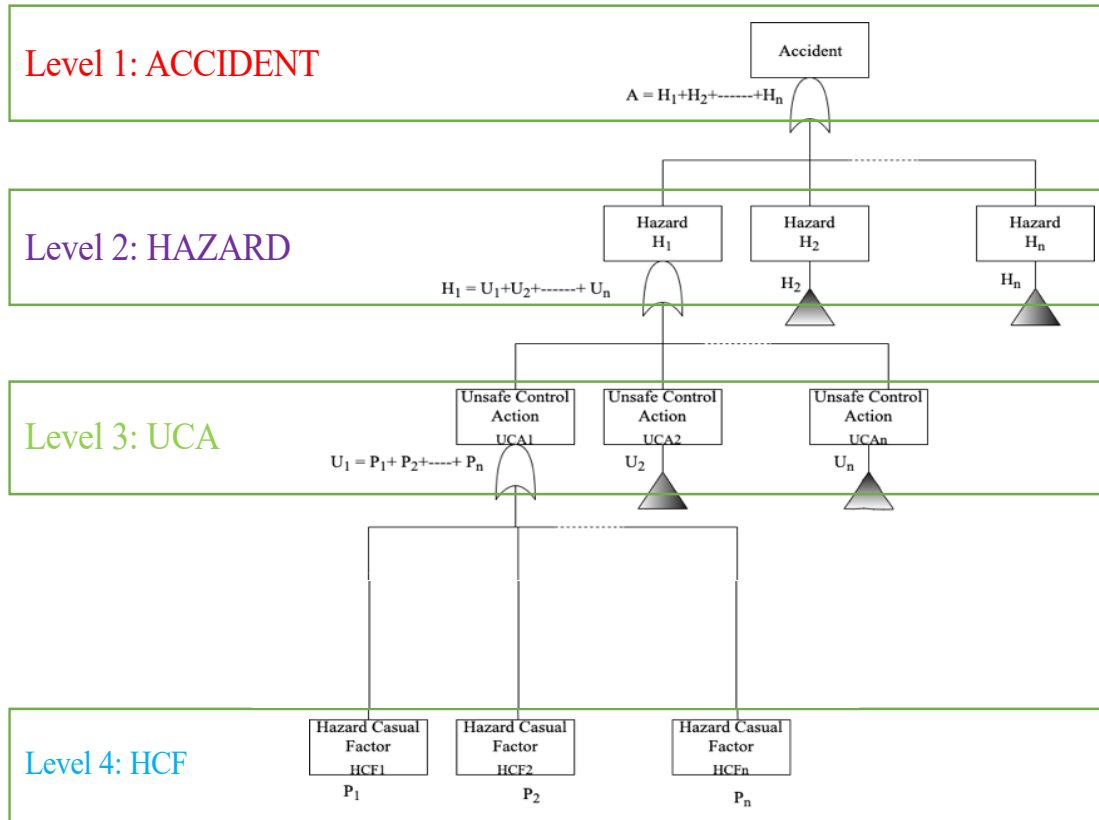 Level 1: ACCIDENT
Accident
A = H₁+H₂+------+Hₙ
Level 2: HAZARD
Hazard
H₁
Hazard
H₂
Hazard
Hₙ
H₁ = U₁+U₂+------+ Uₙ
H₂
Hₙ
Level 3: UCA
Unsafe Control
Action
UCA1
Unsafe Control
Action
UCA2
Unsafe Control
Action
UCAn
U₁ = P₁+ P₂+----+ Pₙ
U₂
Uₙ
Level 4: HCF
Hazard Casual
Factor
HCF1
Hazard Casual
Factor
HCF2
Hazard Casual
Factor
HCFn
P₁
P₂
Pₙ